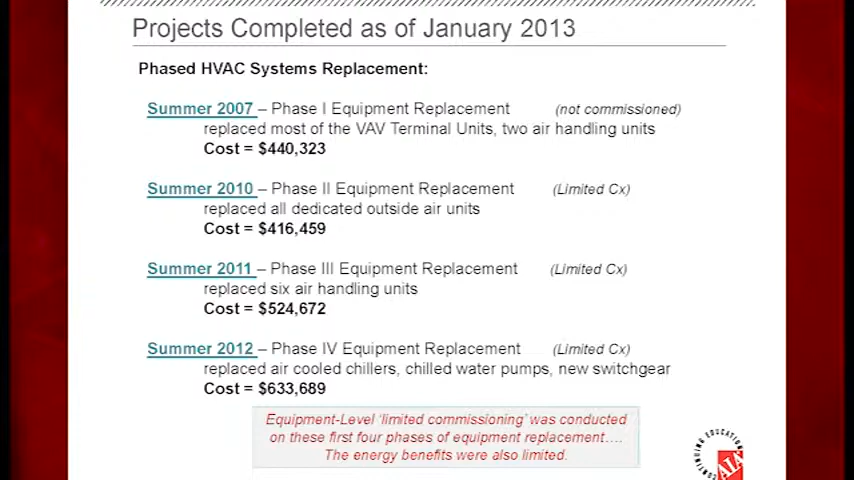 Projects Completed as of January 2013
Phased HVAC Systems Replacement:
Summer 2007 – Phase I Equipment Replacement (not commissioned)
replaced most of the VAV Terminal Units, two air handling units
Cost = $440,323
Summer 2010 – Phase II Equipment Replacement (Limited Cx)
replaced all dedicated outside air units
Cost = $416,459
Summer 2011 – Phase III Equipment Replacement (Limited Cx)
replaced six air handling units
Cost = $524,672
Summer 2012 – Phase IV Equipment Replacement (Limited Cx)
replaced air cooled chillers, chilled water pumps, new switchgear
Cost = $633,689
Equipment-Level 'limited commissioning' was conducted
on these first four phases of equipment replacement….
The energy benefits were also limited.
CONTINUING EDUCATION
AIA